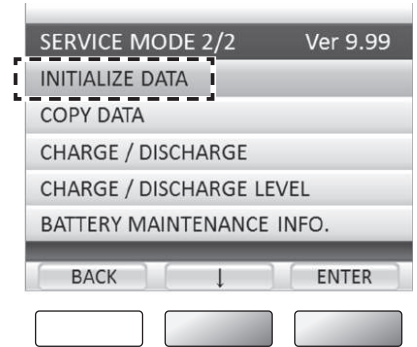 SERVICE MODE 2/2 Ver 9.99
INITIALIZE DATA
COPY DATA
CHARGE / DISCHARGE
CHARGE / DISCHARGE LEVEL
BATTERY MAINTENANCE INFO.
BACK ↓ ENTER